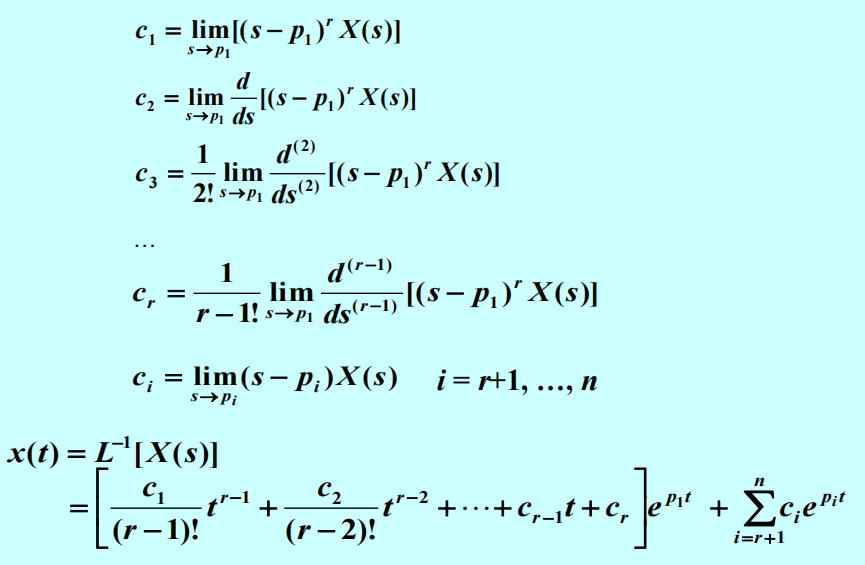 c₁ = lim_{s→p₁} [(s − p₁)^r X(s)]
c₂ = lim_{s→p₁} d/ds [(s − p₁)^r X(s)]
c₃ = 1/2! lim_{s→p₁} d^(2)/ds^(2) [(s − p₁)^r X(s)]
…
c_r = 1/(r − 1!) lim_{s→p₁} d^(r−1)/ds^(r−1) [(s − p₁)^r X(s)]
c_i = lim_{s→p_i} (s − p_i)X(s) i = r+1, …, n
x(t) = L⁻¹[X(s)]
= [c₁/(r − 1)! t^{r−1} + c₂/(r − 2)! t^{r−2} + ⋯ + c_{r−1}t + c_r] e^{p₁t} + ∑_{i=r+1}^{n} c_i e^{p_i t}